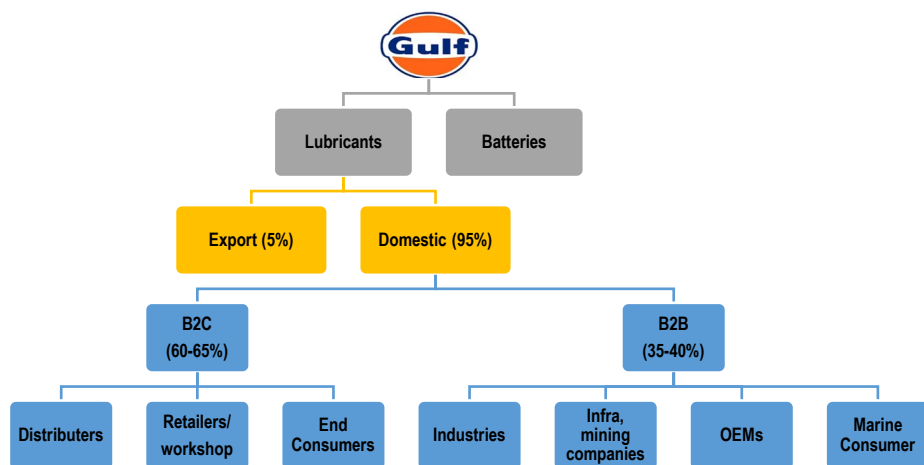 Gulf
Lubricants
Batteries
Export (5%)
Domestic (95%)
B2C
(60-65%)
B2B
(35-40%)
Distributers
Retailers/
workshop
End
Consumers
Industries
Infra,
mining
companies
OEMs
Marine
Consumer